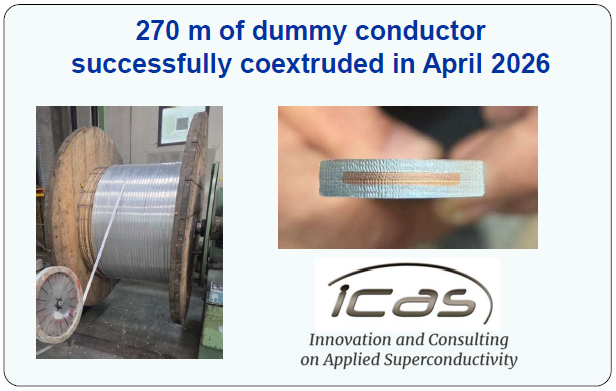 270 m of dummy conductor
successfully coextruded in April 2026
icas
Innovation and Consulting
on Applied Superconductivity